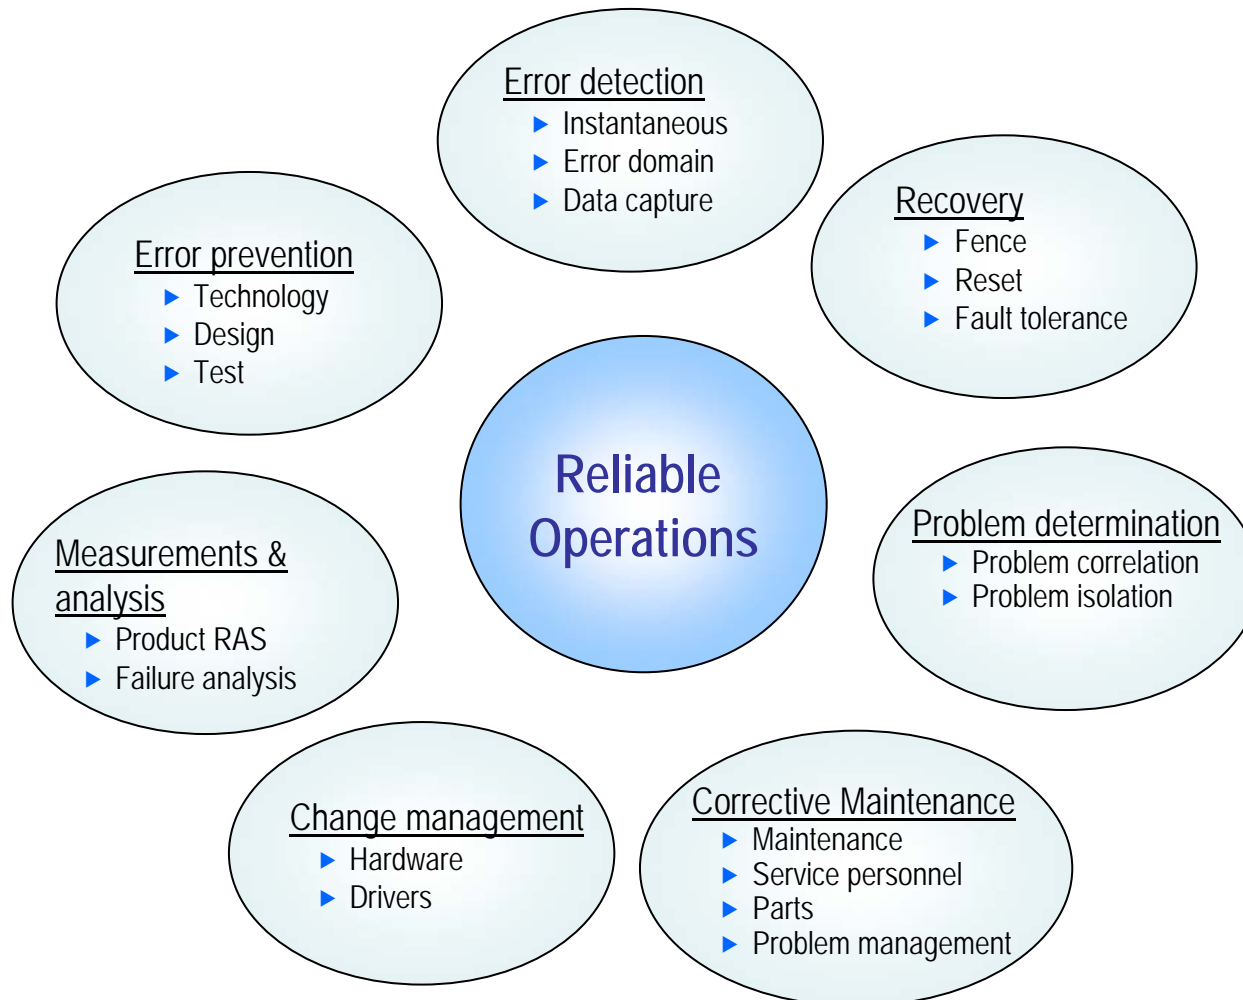 Error detection
Instantaneous
Error domain
Data capture
Recovery
Fence
Reset
Fault tolerance
Error prevention
Technology
Design
Test
Reliable
Operations
Problem determination
Problem correlation
Problem isolation
Measurements &
analysis
Product RAS
Failure analysis
Change management
Hardware
Drivers
Corrective Maintenance
Maintenance
Service personnel
Parts
Problem management